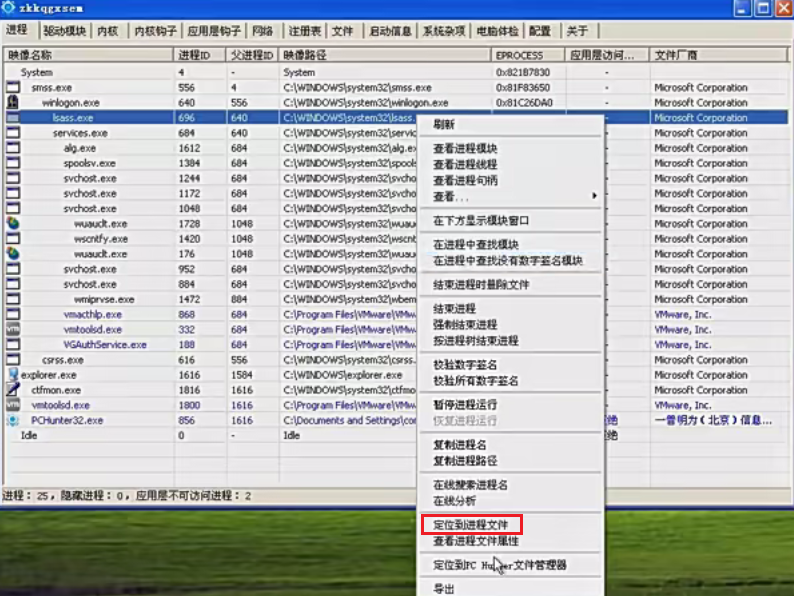 zkkqgxsem
进程 驱动模块 内核 内核钩子 应用层钩子 网络 注册表 文件 启动信息 系统杂项 电脑体检 配置 关于
映像名称 进程ID 父进程ID 映像路径 EPROCESS 应用层访问... 文件厂商
System 4 - System 0x821B7830 -
smss.exe 556 4 C:\WINDOWS\system32\smss.exe 0x81F83650 - Microsoft Corporation
winlogon.exe 640 556 C:\WINDOWS\system32\winlogon.exe 0x81C26DA0 - Microsoft Corporation
lsass.exe 696 640 C:\WINDOWS\system32\lsass. Microsoft Corporation
services.exe 684 640 C:\WINDOWS\system32\servic Microsoft Corporation
alg.exe 1612 684 C:\WINDOWS\system32\alg.ex Microsoft Corporation
spoolsv.exe 1384 684 C:\WINDOWS\system32\spools Microsoft Corporation
svchost.exe 1244 684 C:\WINDOWS\system32\svcho Microsoft Corporation
svchost.exe 1172 684 C:\WINDOWS\system32\svcho Microsoft Corporation
svchost.exe 1048 684 C:\WINDOWS\system32\svcho Microsoft Corporation
wuauclt.exe 1728 1048 C:\WINDOWS\system32\wuauc Microsoft Corporation
wscntfy.exe 1420 1048 C:\WINDOWS\system32\wscnt Microsoft Corporation
wuauclt.exe 176 1048 C:\WINDOWS\system32\wuauc Microsoft Corporation
svchost.exe 952 684 C:\WINDOWS\system32\svcho Microsoft Corporation
svchost.exe 884 684 C:\WINDOWS\system32\svcho Microsoft Corporation
wmiprvse.exe 1472 884 C:\WINDOWS\system32\wbem Microsoft Corporation
vmacthlp.exe 868 684 C:\Program Files\VMware\VMw VMware, Inc.
vmtoolsd.exe 332 684 C:\Program Files\VMware\VMw VMware, Inc.
VGAuthService.exe 188 684 C:\Program Files\VMware\VMw VMware, Inc.
csrss.exe 616 556 C:\WINDOWS\system32\csrss. Microsoft Corporation
explorer.exe 1616 1584 C:\WINDOWS\explorer.exe Microsoft Corporation
ctfmon.exe 1816 1616 C:\WINDOWS\system32\ctfmo Microsoft Corporation
vmtoolsd.exe 1800 1616 C:\Program Files\VMware\VMw VMware, Inc.
PCHunter32.exe 856 1616 C:\Documents and Settings\cor 拒绝 一普明为（北京）信息...
Idle 0 - Idle 拒绝
进程: 25, 隐藏进程: 0, 应用层不可访问进程: 2
刷新
查看进程模块
查看进程线程
查看进程句柄
查看...
在下方显示模块窗口
在进程中查找模块
在进程中查找没有数字签名模块
结束进程时删除文件
结束进程
强制结束进程
按进程树结束进程
校验数字签名
校验所有数字签名
暂停进程运行
恢复进程运行
复制进程名
复制进程路径
在线搜索进程名
在线分析
定位到进程文件
查看进程文件属性
定位到PC Hunter文件管理器
导出